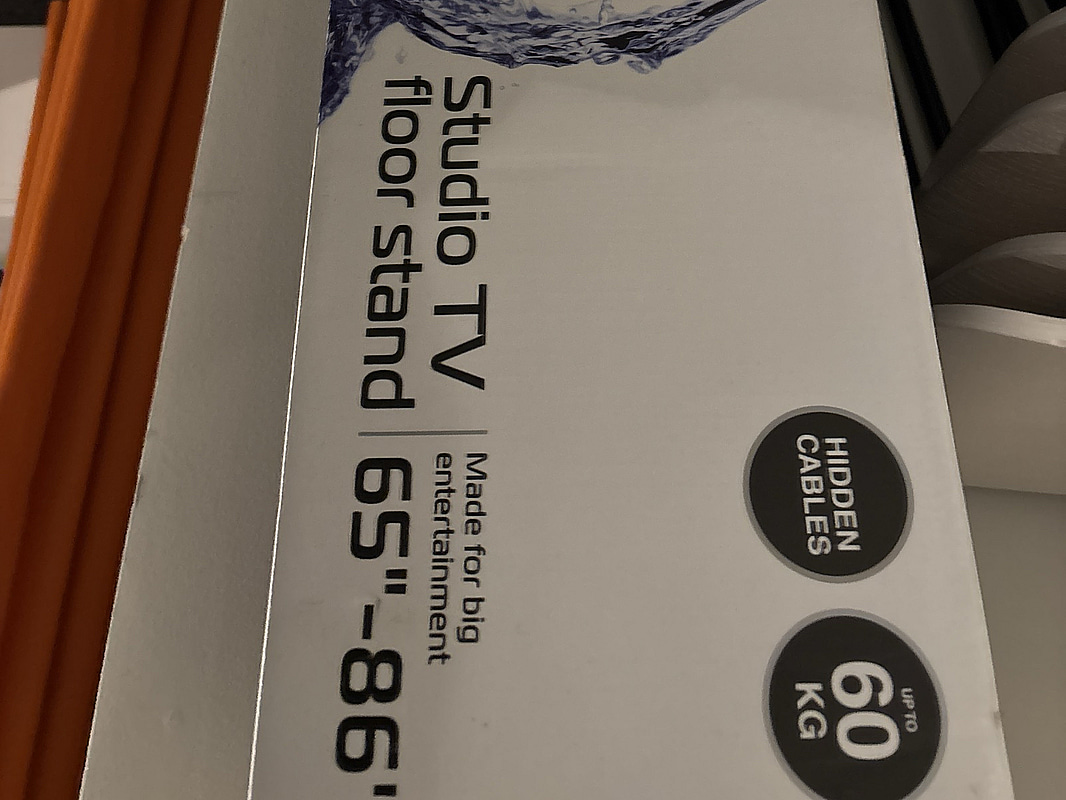 Studio TV
floor stand
Made for big
entertainment
65"-86"
HIDDEN
CABLES
UP TO
60
KG